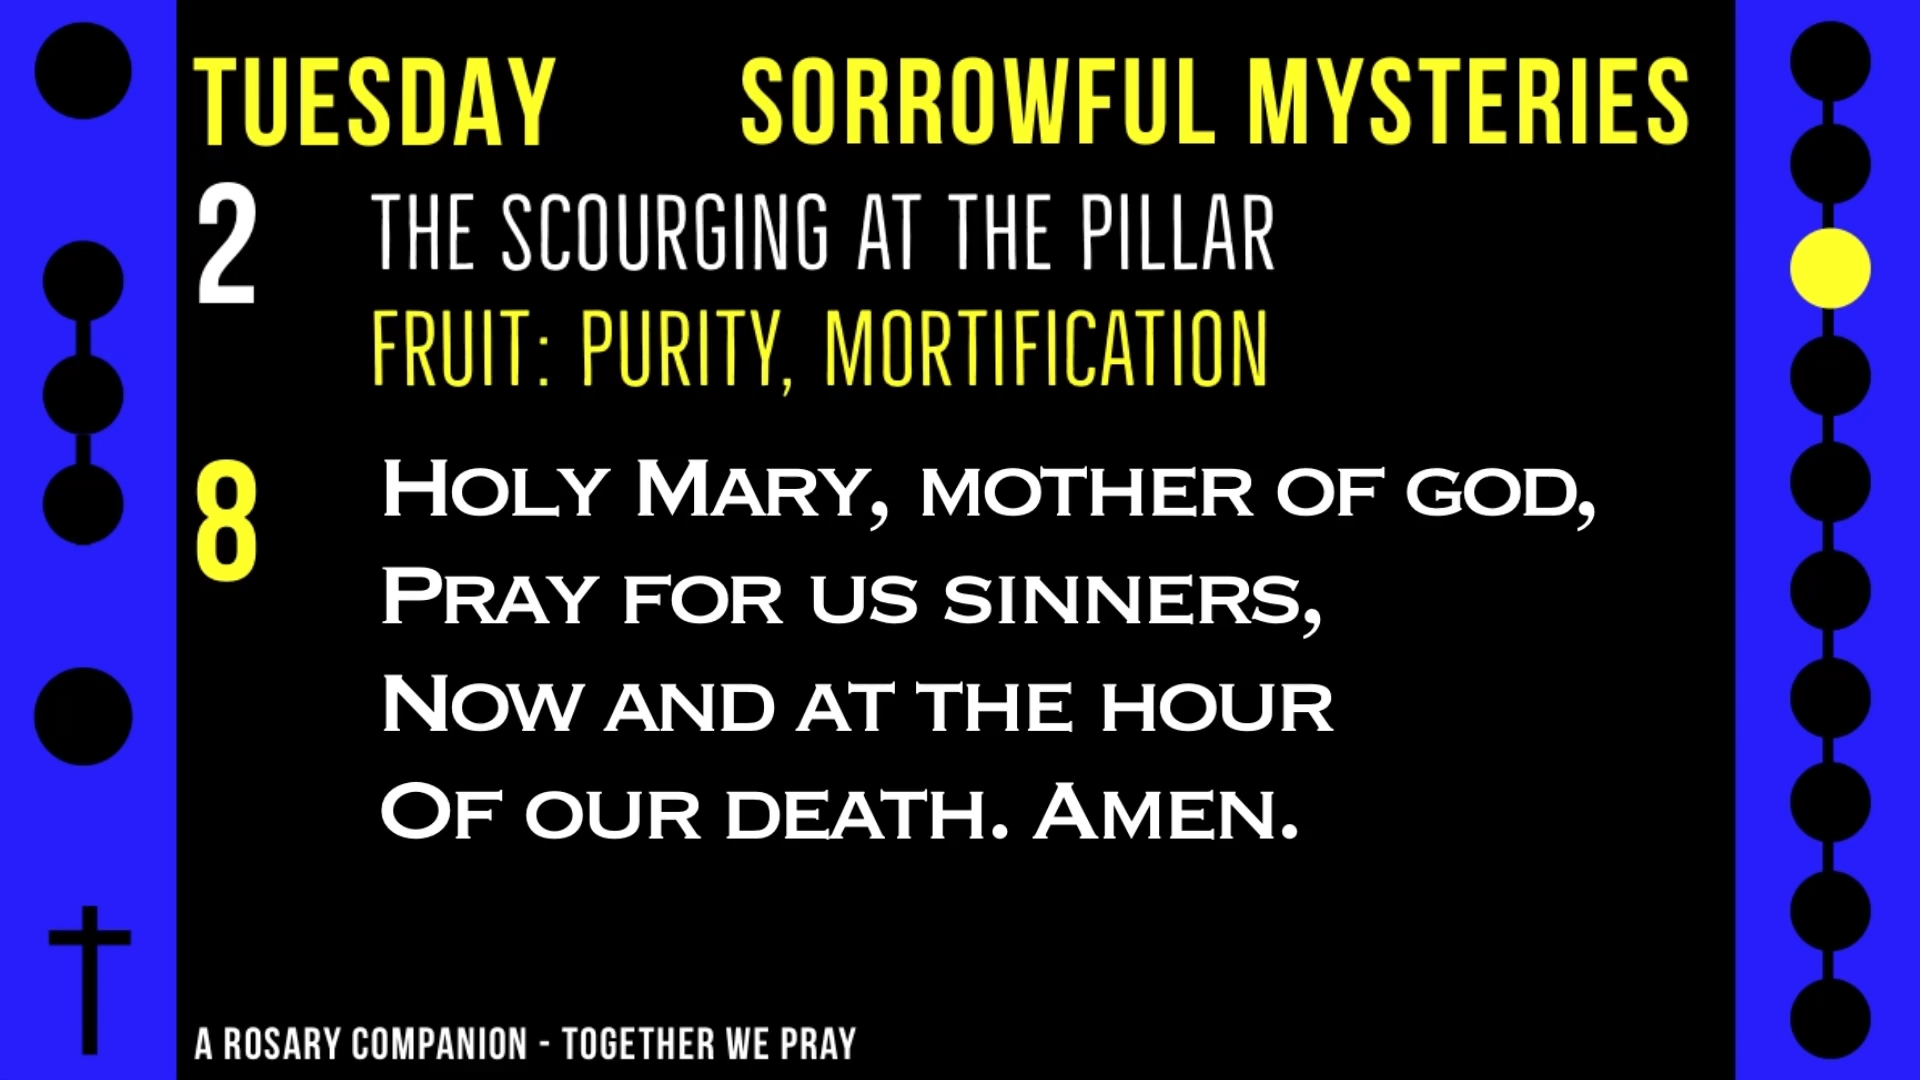 TUESDAY SORROWFUL MYSTERIES
2 THE SCOURGING AT THE PILLAR
FRUIT: PURITY, MORTIFICATION
8 HOLY MARY, MOTHER OF GOD,
PRAY FOR US SINNERS,
NOW AND AT THE HOUR
OF OUR DEATH. AMEN.
A ROSARY COMPANION - TOGETHER WE PRAY